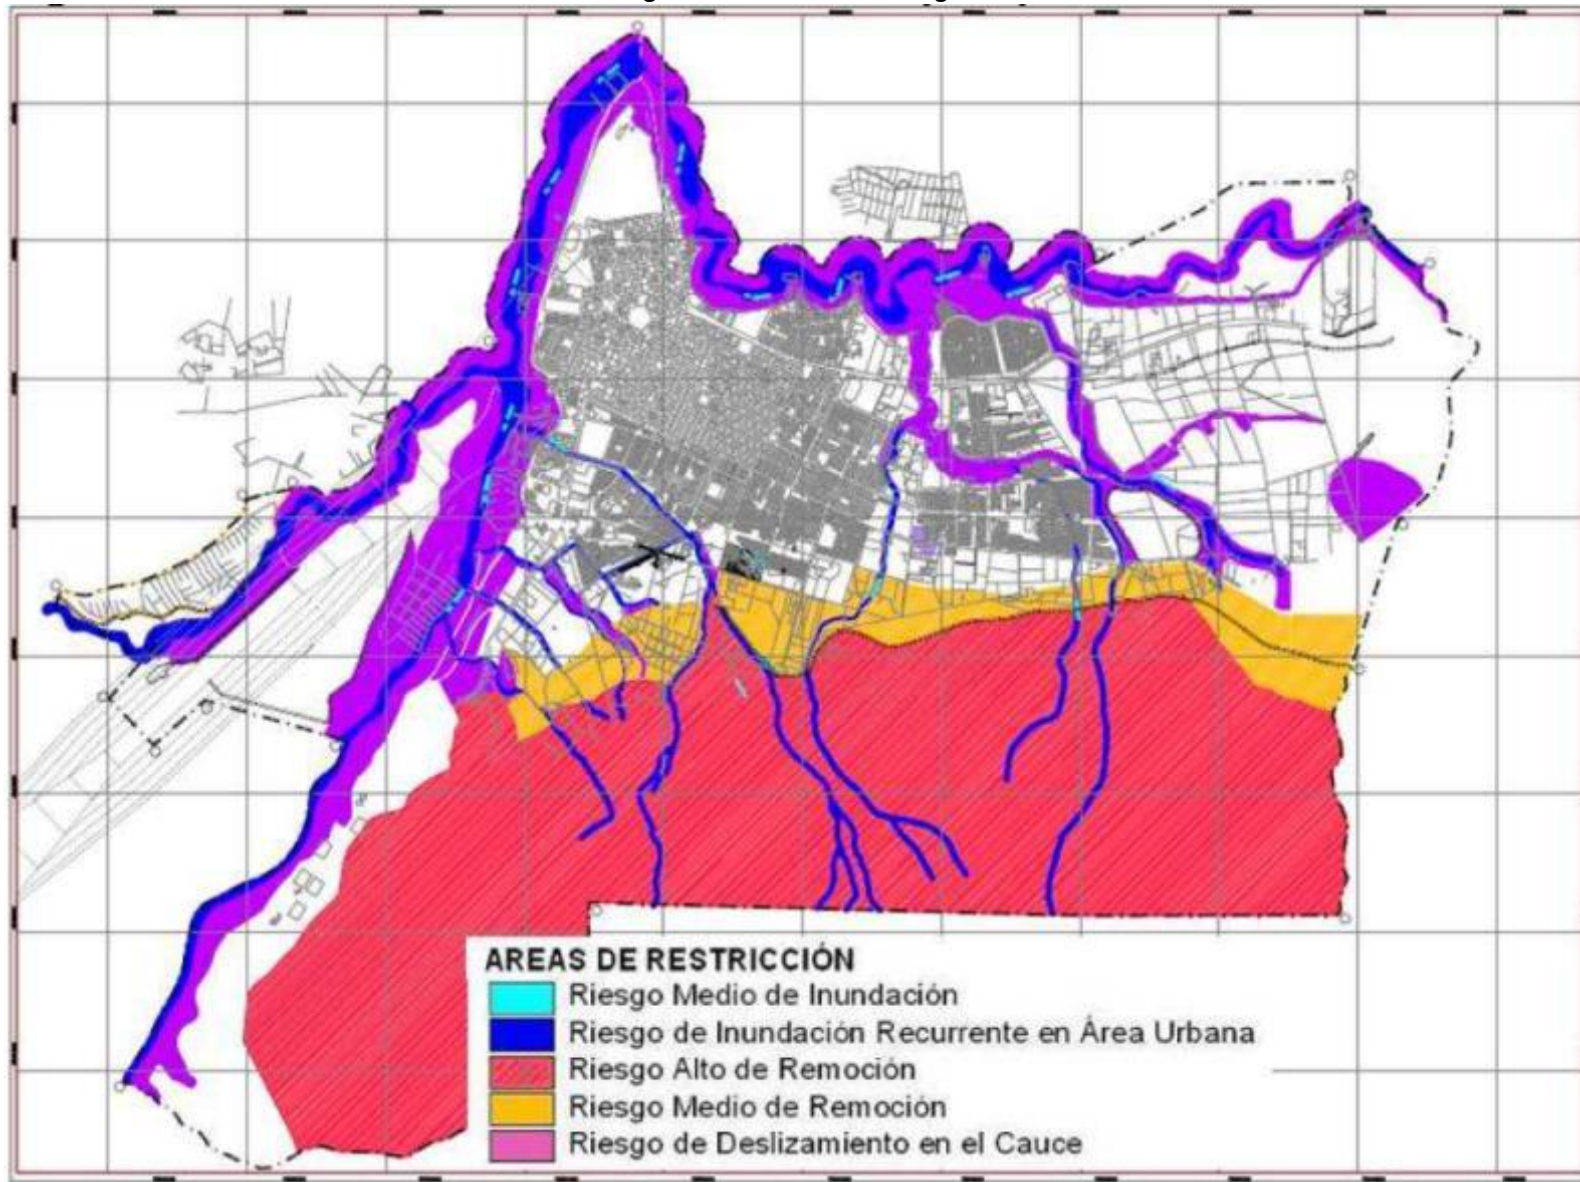 AREAS DE RESTRICCIÓN
Riesgo Medio de Inundación
Riesgo de Inundación Recurrente en Área Urbana
Riesgo Alto de Remoción
Riesgo Medio de Remoción
Riesgo de Deslizamiento en el Cauce